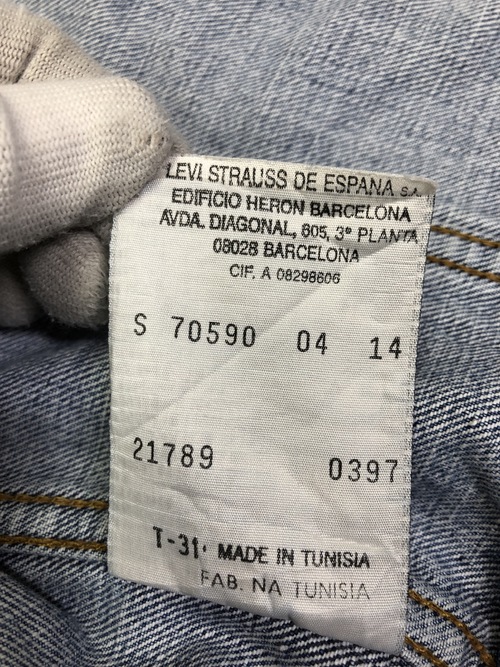 LEVI STRAUSS DE ESPANA S.A.
EDIFICIO HERON BARCELONA
AVDA. DIAGONAL, 605, 3º PLANTA
08028 BARCELONA
CIF. A 08298606
S 70590 04 14
21789 0397
T-31· MADE IN TUNISIA
FAB. NA TUNISIA